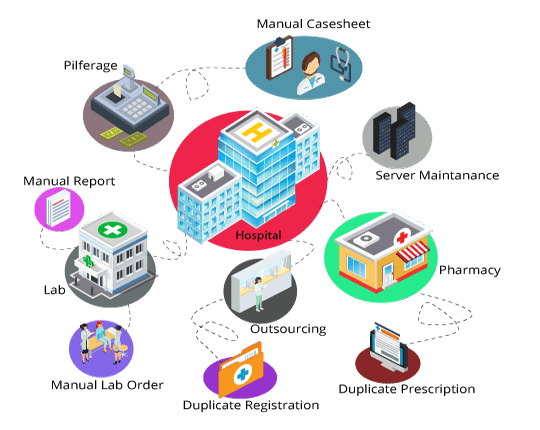 Manual Casesheet
Pilferage
H
Server Maintanance
Manual Report
Hospital
Pharmacy
Lab
Outsourcing
Manual Lab Order
Duplicate Prescription
Duplicate Registration